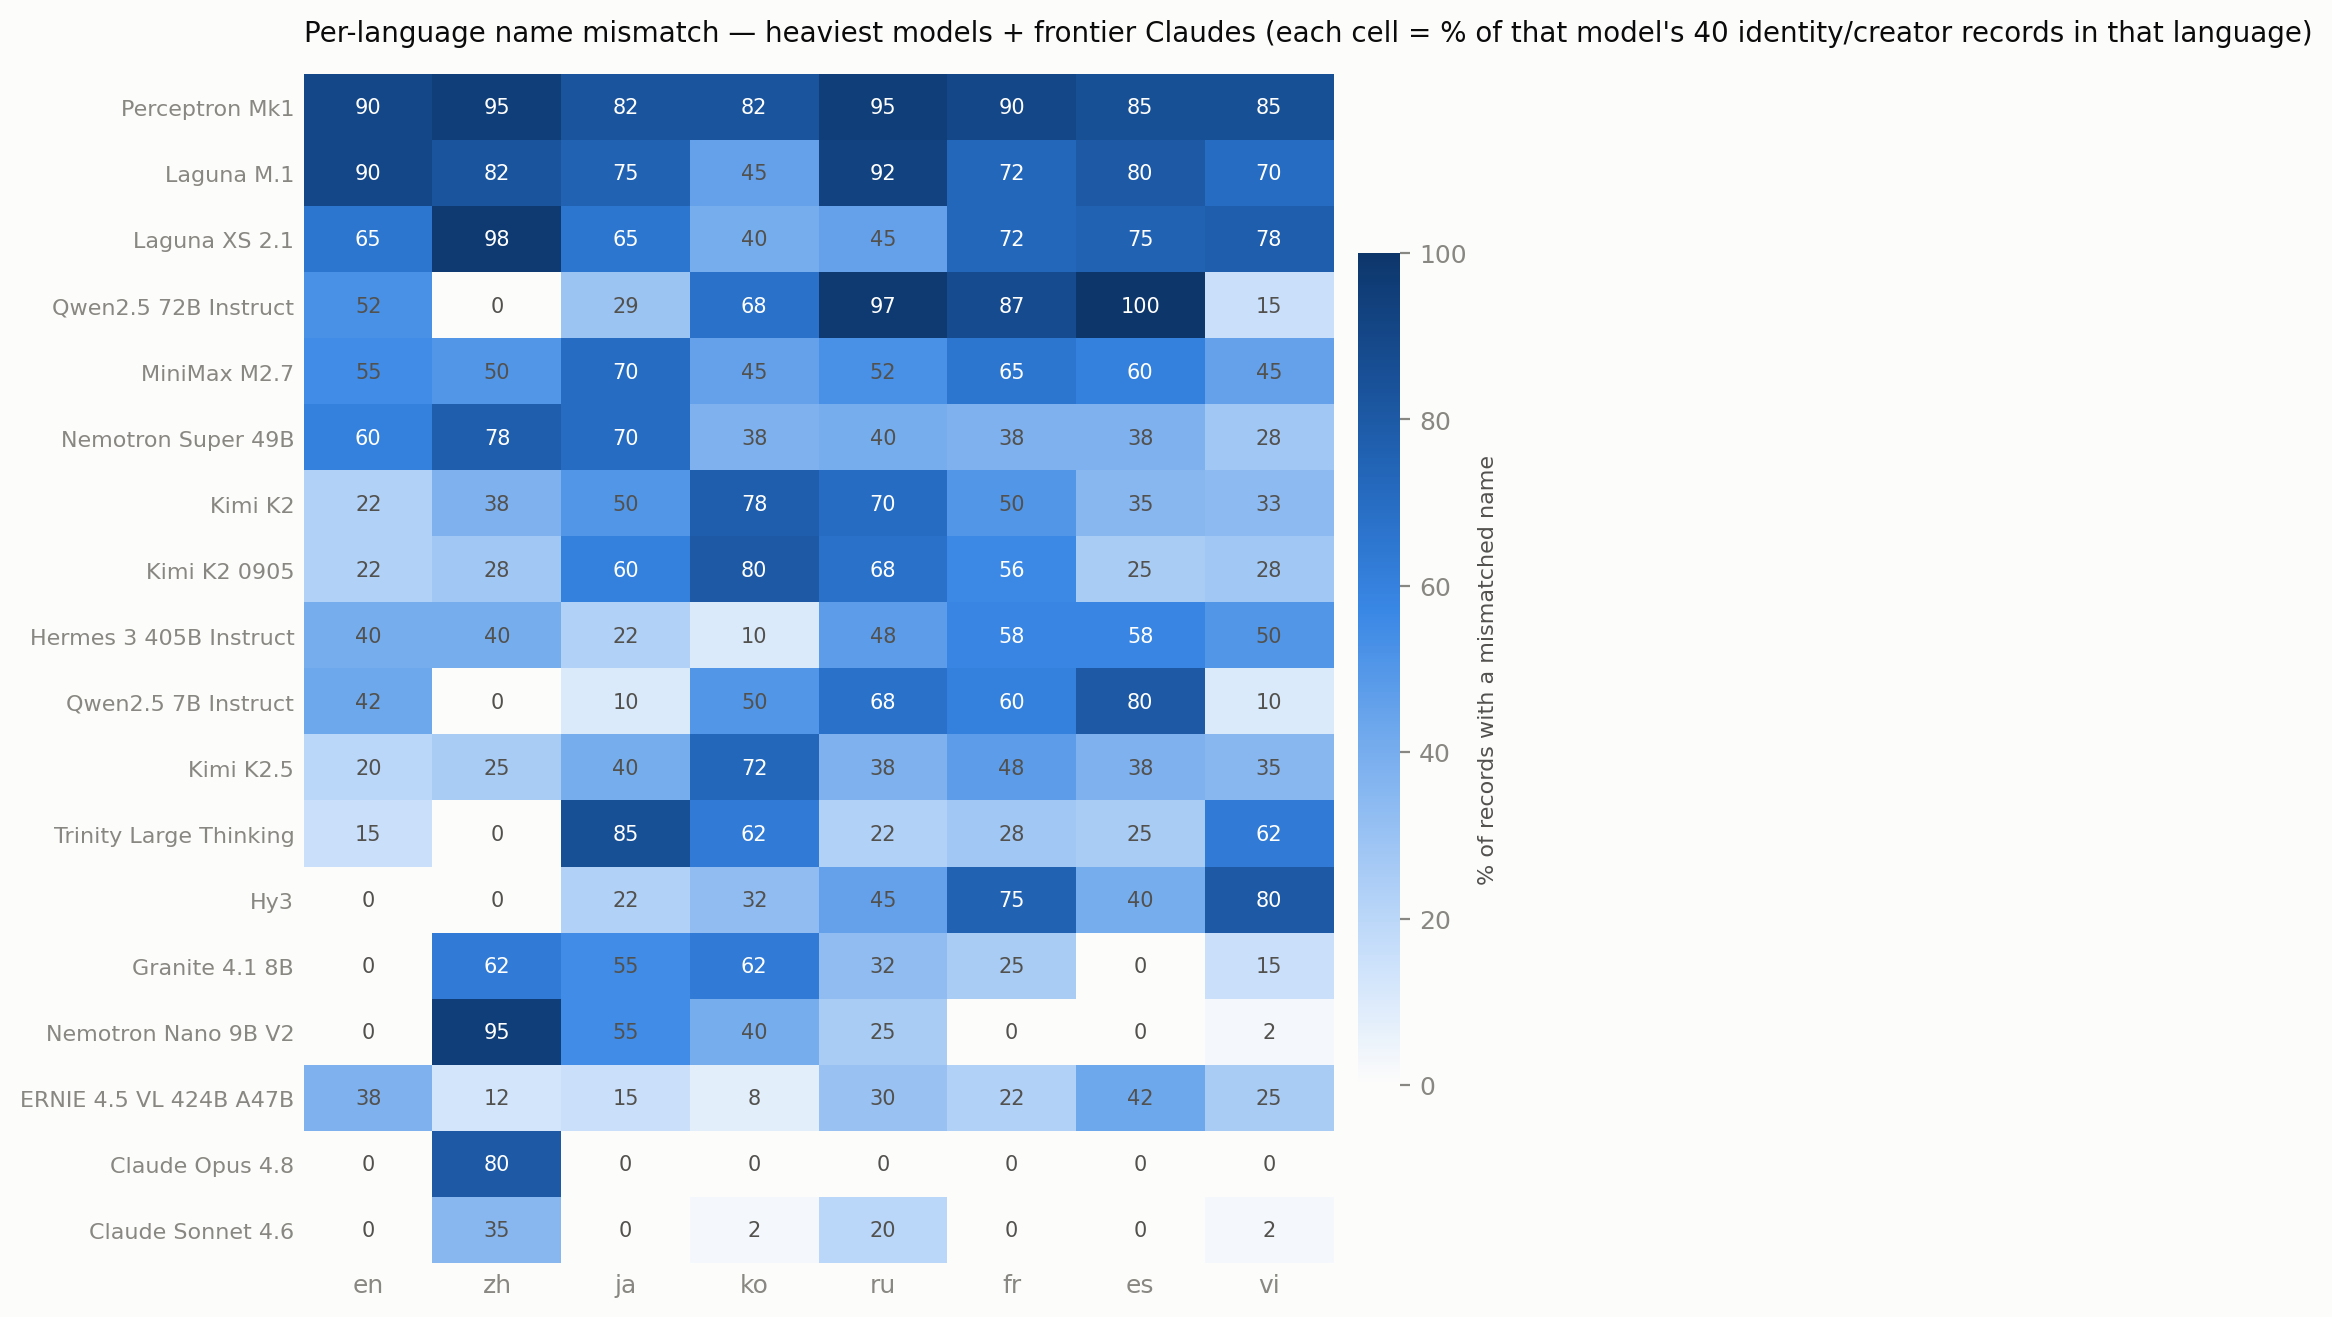 Per-language name mismatch — heaviest models + frontier Claudes (each cell = % of that model's 40 identity/creator records in that language)
Perceptron Mk1 90 95 82 82 95 90 85 85
Laguna M.1 90 82 75 45 92 72 80 70
Laguna XS 2.1 65 98 65 40 45 72 75 78
Qwen2.5 72B Instruct 52 0 29 68 97 87 100 15
MiniMax M2.7 55 50 70 45 52 65 60 45
Nemotron Super 49B 60 78 70 38 40 38 38 28
Kimi K2 22 38 50 78 70 50 35 33
Kimi K2 0905 22 28 60 80 68 56 25 28
Hermes 3 405B Instruct 40 40 22 10 48 58 58 50
Qwen2.5 7B Instruct 42 0 10 50 68 60 80 10
Kimi K2.5 20 25 40 72 38 48 38 35
Trinity Large Thinking 15 0 85 62 22 28 25 62
Hy3 0 0 22 32 45 75 40 80
Granite 4.1 8B 0 62 55 62 32 25 0 15
Nemotron Nano 9B V2 0 95 55 40 25 0 0 2
ERNIE 4.5 VL 424B A47B 38 12 15 8 30 22 42 25
Claude Opus 4.8 0 80 0 0 0 0 0 0
Claude Sonnet 4.6 0 35 0 2 20 0 0 2
en zh ja ko ru fr es vi
100
80
60
40
20
0
% of records with a mismatched name